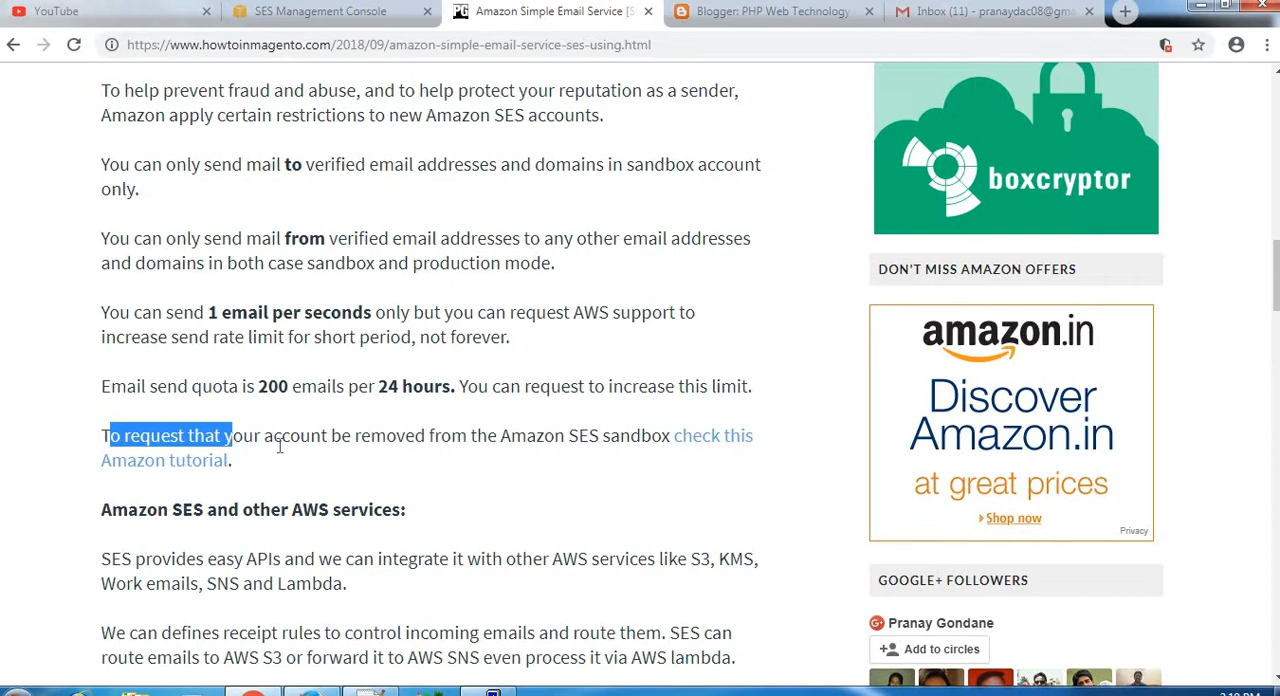 YouTube
SES Management Console
Amazon Simple Email Service [S
Blogger: PHP Web Technology
Inbox (11) - pranaydac08@gm
https://www.howtoinmagento.com/2018/09/amazon-simple-email-service-ses-using.html
To help prevent fraud and abuse, and to help protect your reputation as a sender,
Amazon apply certain restrictions to new Amazon SES accounts.
You can only send mail to verified email addresses and domains in sandbox account
only.
You can only send mail from verified email addresses to any other email addresses
and domains in both case sandbox and production mode.
You can send 1 email per seconds only but you can request AWS support to
increase send rate limit for short period, not forever.
Email send quota is 200 emails per 24 hours. You can request to increase this limit.
To request that your account be removed from the Amazon SES sandbox check this
Amazon tutorial.
Amazon SES and other AWS services:
SES provides easy APIs and we can integrate it with other AWS services like S3, KMS,
Work emails, SNS and Lambda.
We can defines receipt rules to control incoming emails and route them. SES can
route emails to AWS S3 or forward it to AWS SNS even process it via AWS lambda.
boxcryptor
DON'T MISS AMAZON OFFERS
amazon.in
Discover
Amazon.in
at great prices
Shop now
Privacy
GOOGLE+ FOLLOWERS
Pranay Gondane
Add to circles